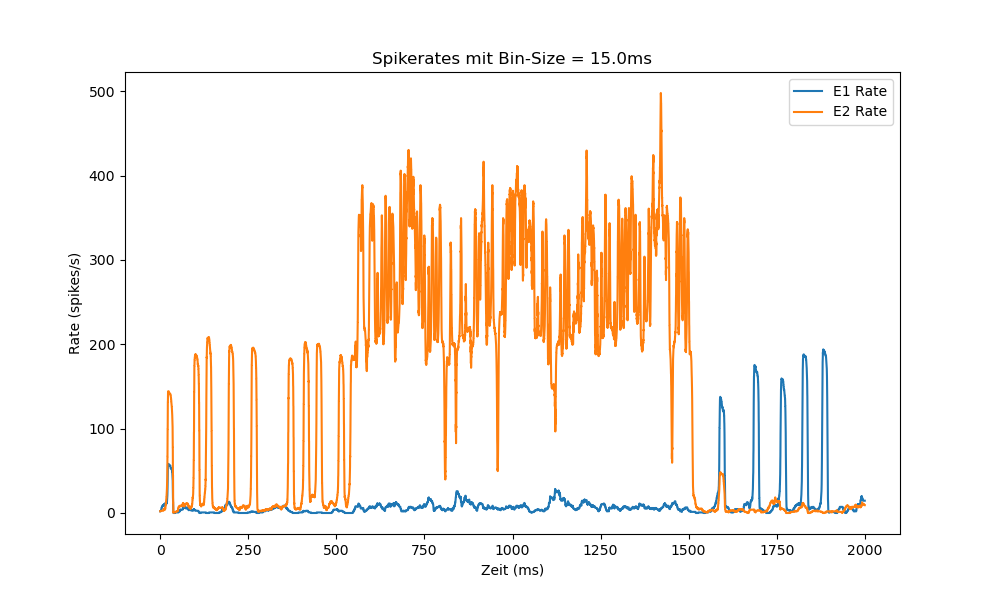 Spikerates mit Bin-Size = 15.0ms
E1 Rate
E2 Rate
500
400
300
200
100
0
Rate (spikes/s)
0 250 500 750 1000 1250 1500 1750 2000
Zeit (ms)